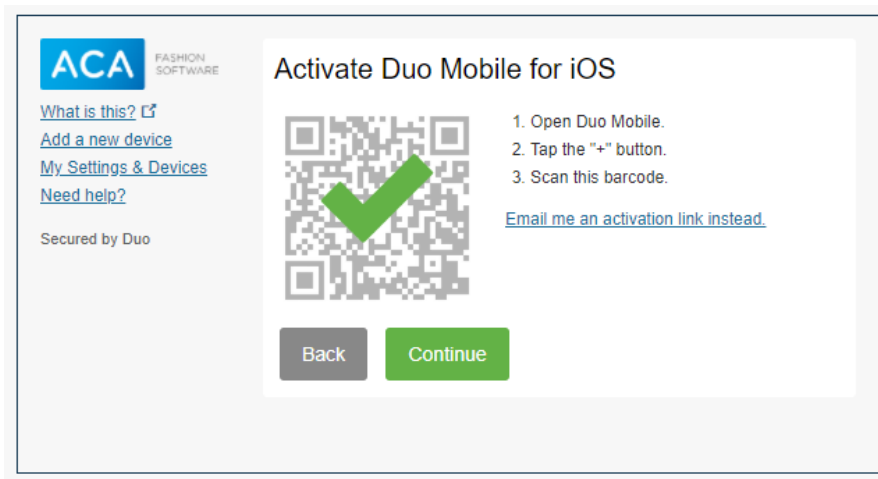 ACA
FASHION
SOFTWARE
What is this?
Add a new device
My Settings & Devices
Need help?
Secured by Duo
Activate Duo Mobile for iOS
1. Open Duo Mobile.
2. Tap the "+" button.
3. Scan this barcode.
Email me an activation link instead.
Back
Continue